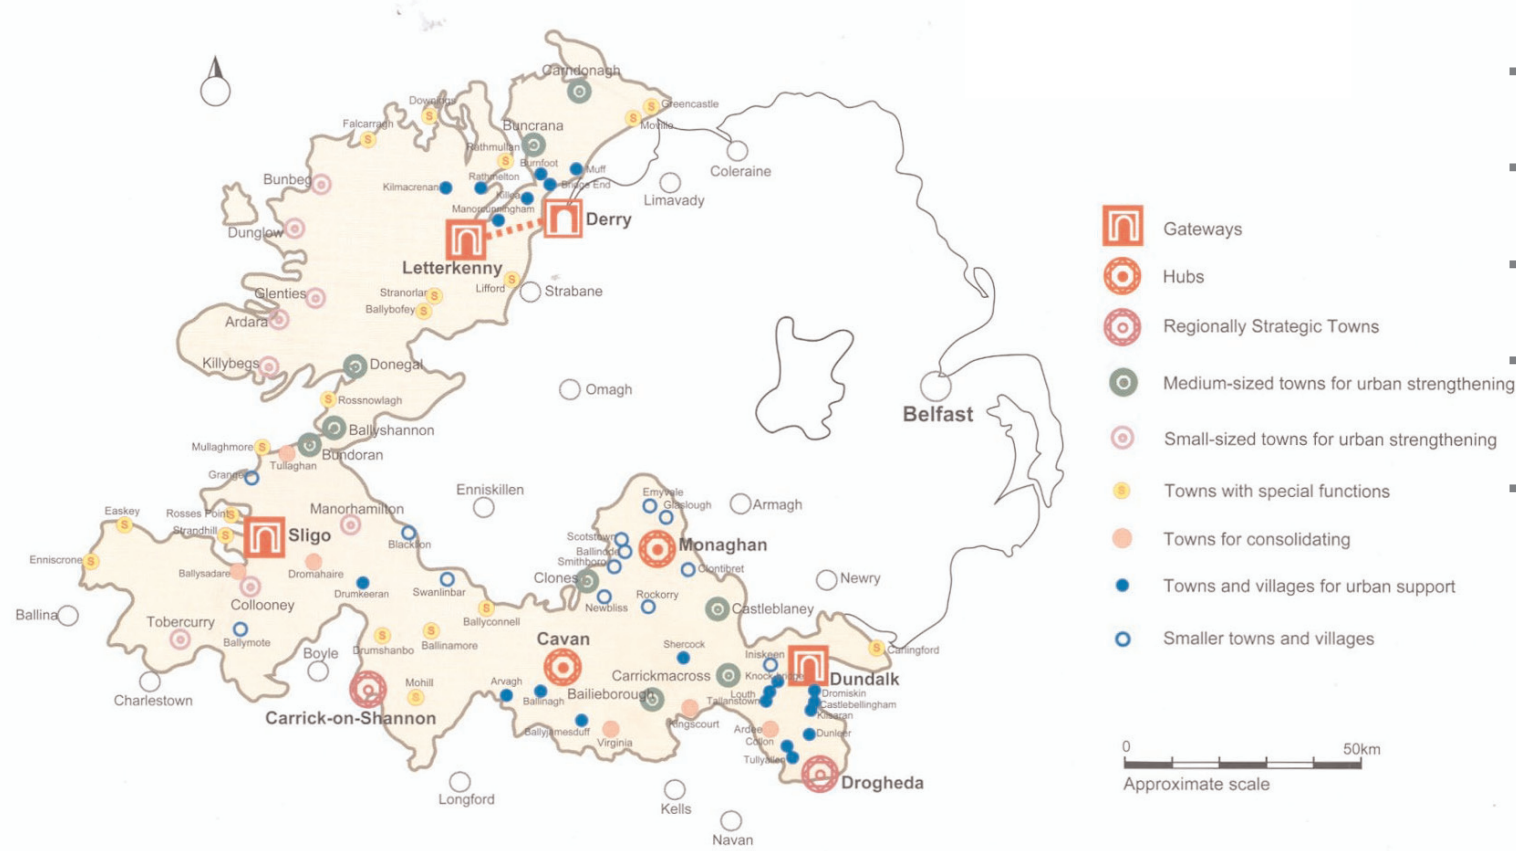 Carndonagh
Greencastle
Downings
Moville
Falcarragh
Buncrana
Coleraine
Rathmullan
Burnfoot
Muff
Bunbeg
Kilmacrenan
Rathmelton
Bridge End
Limavady
Killea
Manorcunningham
Derry
Dunglow
Letterkenny
Lifford
Strabane
Stranorlar
Ballybofey
Glenties
Ardara
Killybegs
Donegal
Omagh
Belfast
Rossnowlagh
Ballyshannon
Mullaghmore
Bundoran
Tullaghan
Grange
Enniskillen
Emyvale
Glaslough
Armagh
Easkey
Rosses Point
Manorhamilton
Strandhill
Sligo
Blacklion
Scotstown
Ballinode
Monaghan
Smithboro
Clontibret
Enniscrone
Ballysadare
Dromahaire
Clones
Newry
Drumkeeran
Swanlinbar
Collooney
Newbliss
Rockorry
Castleblaney
Ballina
Tobercurry
Ballyconnell
Ballymote
Ballinamore
Cavan
Shercock
Drumshanbo
Boyle
Iniskeen
Carlingford
Charlestown
Mohill
Arvagh
Ballinagh
Bailieborough
Carrickmacross
Knockbridge
Dundalk
Louth
Dromiskin
Tallanstown
Castlebellingham
Kilsaran
Carrick-on-Shannon
Kingscourt
Ballyjamesduff
Virginia
Ardee
Dunleer
Collon
Tullyallen
Drogheda
Longford
Kells
Navan
Gateways
Hubs
Regionally Strategic Towns
Medium-sized towns for urban strengthening
Small-sized towns for urban strengthening
S Towns with special functions
Towns for consolidating
Towns and villages for urban support
Smaller towns and villages
0 50km
Approximate scale